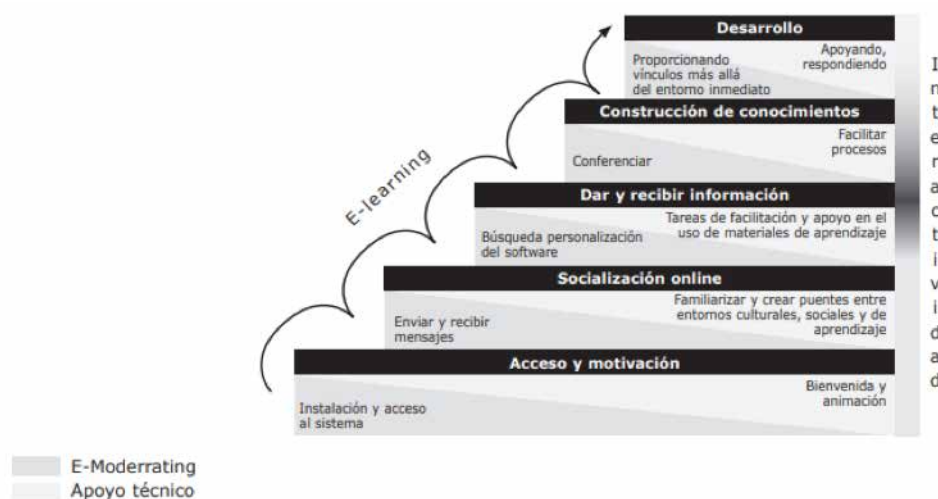 Desarrollo
Apoyando,
respondiendo
Proporcionando
vínculos más allá
del entorno inmediato
Construcción de conocimientos
Facilitar
procesos
Conferenciar
E-learning
Dar y recibir información
Tareas de facilitación y apoyo en el
uso de materiales de aprendizaje
Búsqueda personalización
del software
Socialización online
Familiarizar y crear puentes entre
entornos culturales, sociales y de
aprendizaje
Enviar y recibir
mensajes
Acceso y motivación
Bienvenida y
animación
Instalación y acceso
al sistema
E-Moderrating
Apoyo técnico